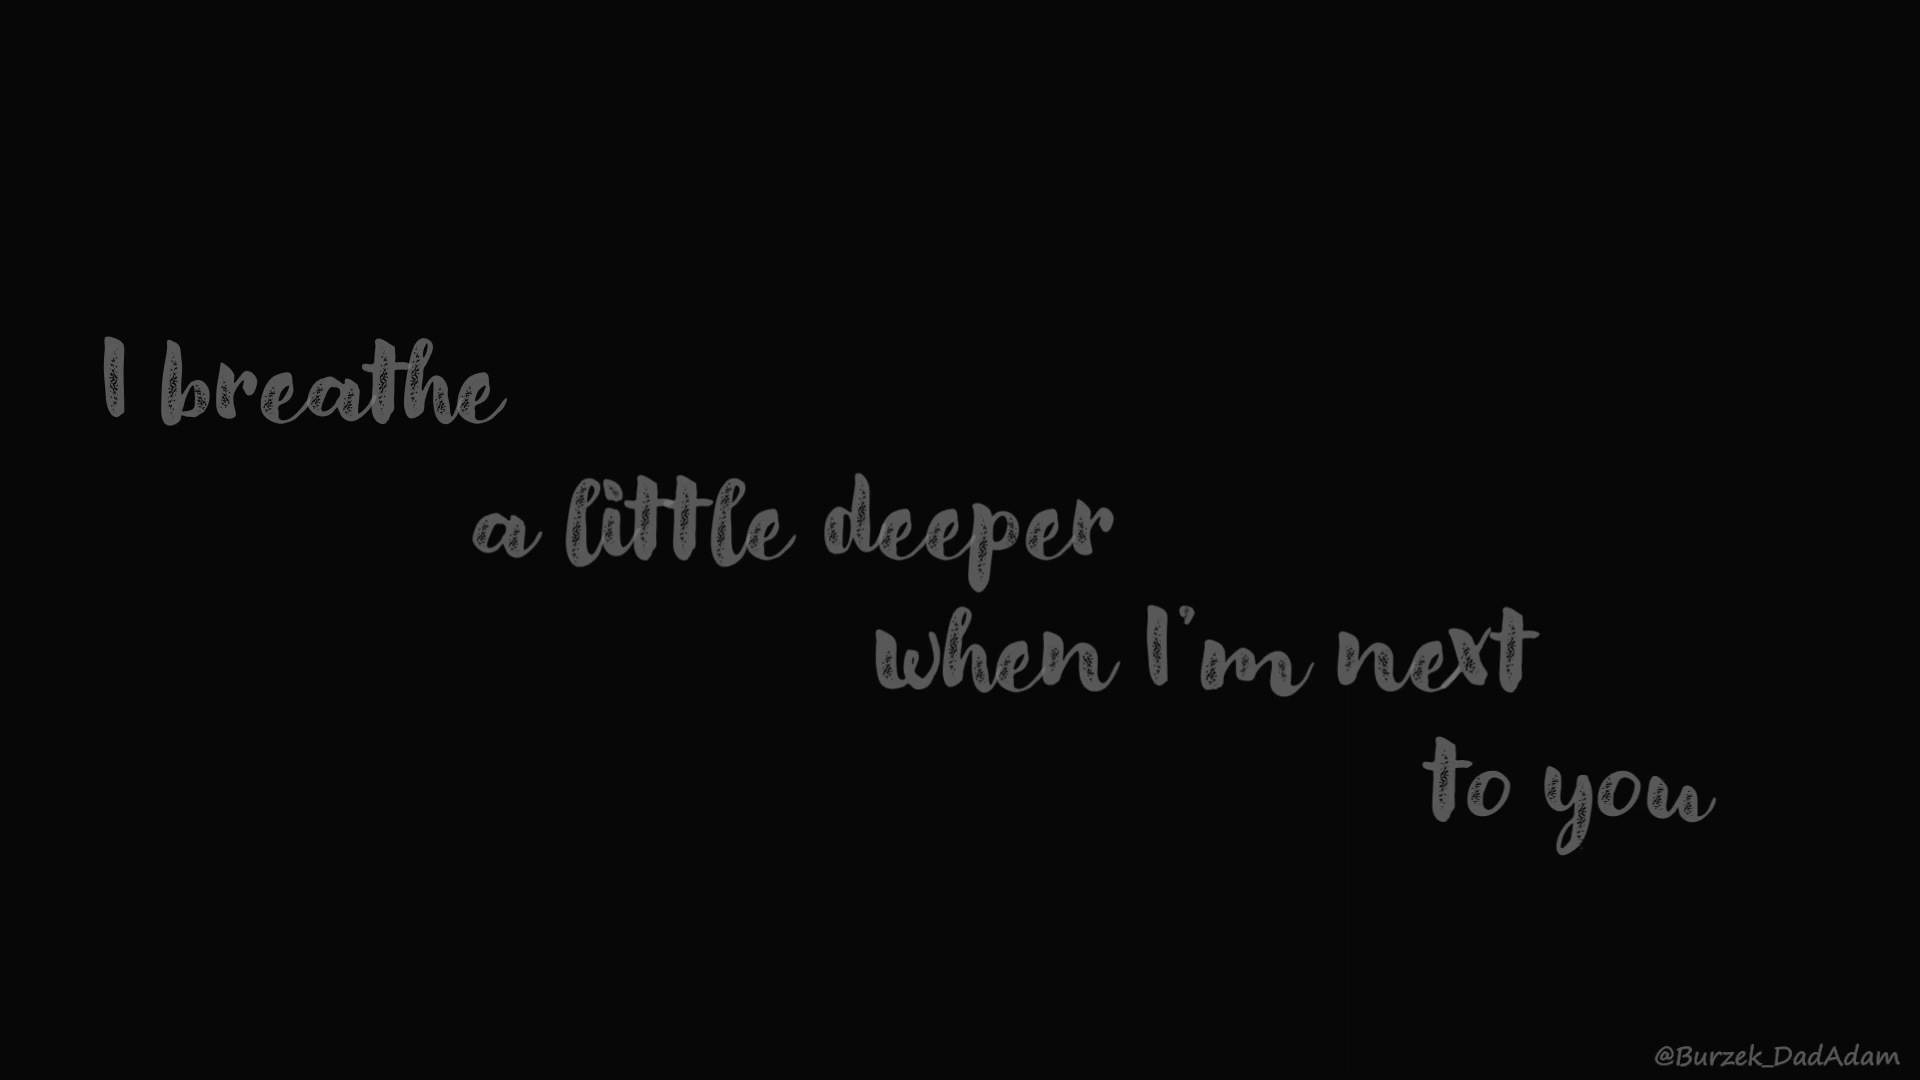 I breathe
a little deeper
when I'm next
to you
@Burzek_DadAdam